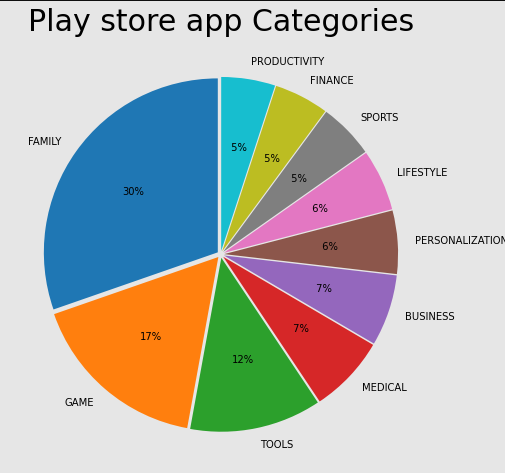 Play store app Categories
PRODUCTIVITY
FINANCE
SPORTS
LIFESTYLE
PERSONALIZATION
BUSINESS
MEDICAL
TOOLS
GAME
FAMILY
5%
5%
5%
6%
6%
7%
7%
12%
17%
30%